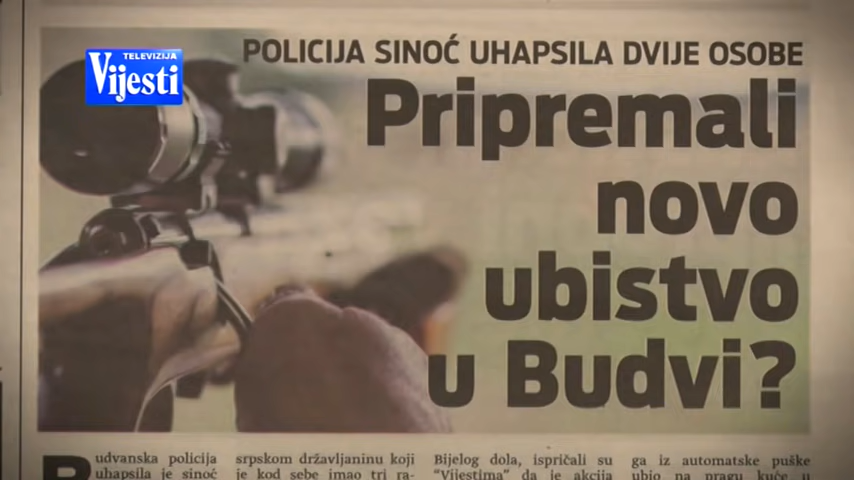 TELEVIZIJA
Vijesti
POLICIJA SINOĆ UHAPSILA DVIJE OSOBE
Pripremali
novo
ubistvo
u Budvi?
Budvanska policija
uhapsila je sinoć
srpskom državljaninu koji
je kod sebe imao tri ra-
Bijelog dola, ispričali su
“Vijestima” da je akcija
ga iz automatske puške
ubio na pragu kuće u